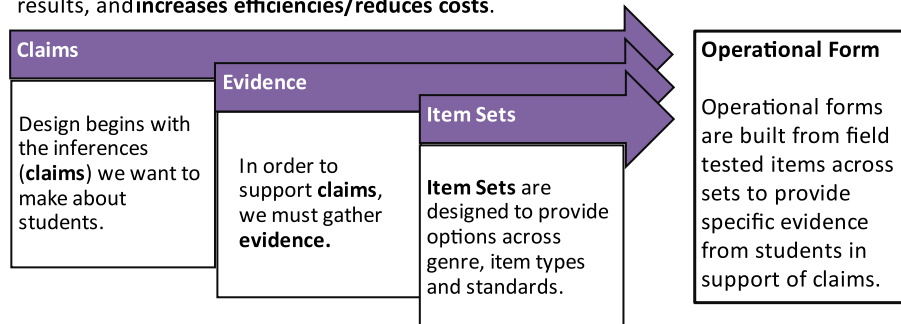 results, andincreases efficiencies/reduces costs.
Claims
Design begins with
the inferences
(claims) we want to
make about
students.
Evidence
In order to
support claims,
we must gather
evidence.
Item Sets
Item Sets are
designed to provide
options across
genre, item types
and standards.
Operational Form
Operational forms
are built from field
tested items across
sets to provide
specific evidence
from students in
support of claims.